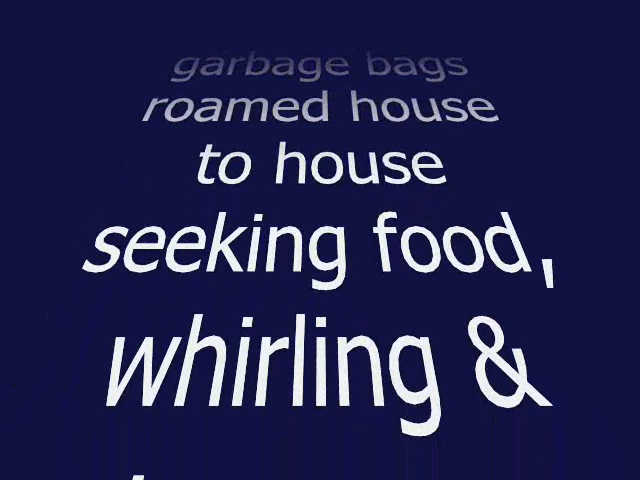 garbage bags
roamed house
to house
seeking food,
whirling &